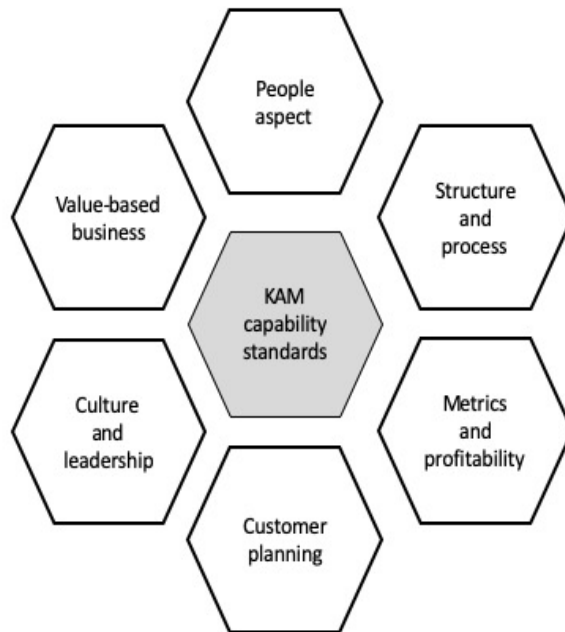 People
aspect
Value-based
business
Structure
and
process
KAM
capability
standards
Culture
and
leadership
Metrics
and
profitability
Customer
planning